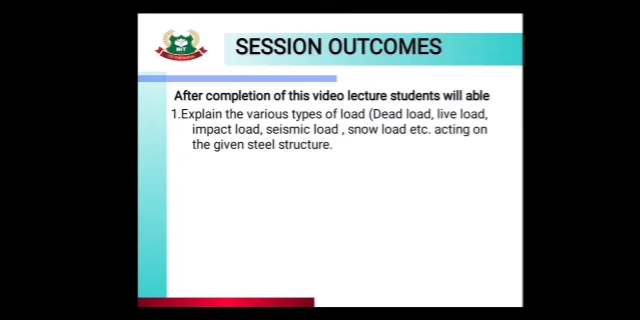 MIT
SESSION OUTCOMES
After completion of this video lecture students will able
1.Explain the various types of load (Dead load, live load,
impact load, seismic load , snow load etc. acting on
the given steel structure.